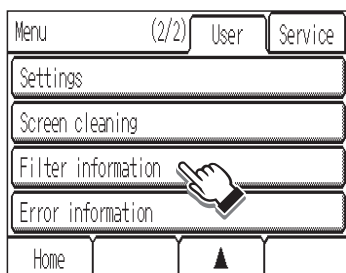 Menu (2/2) User Service
Settings
Screen cleaning
Filter information
Error information
Home ▲